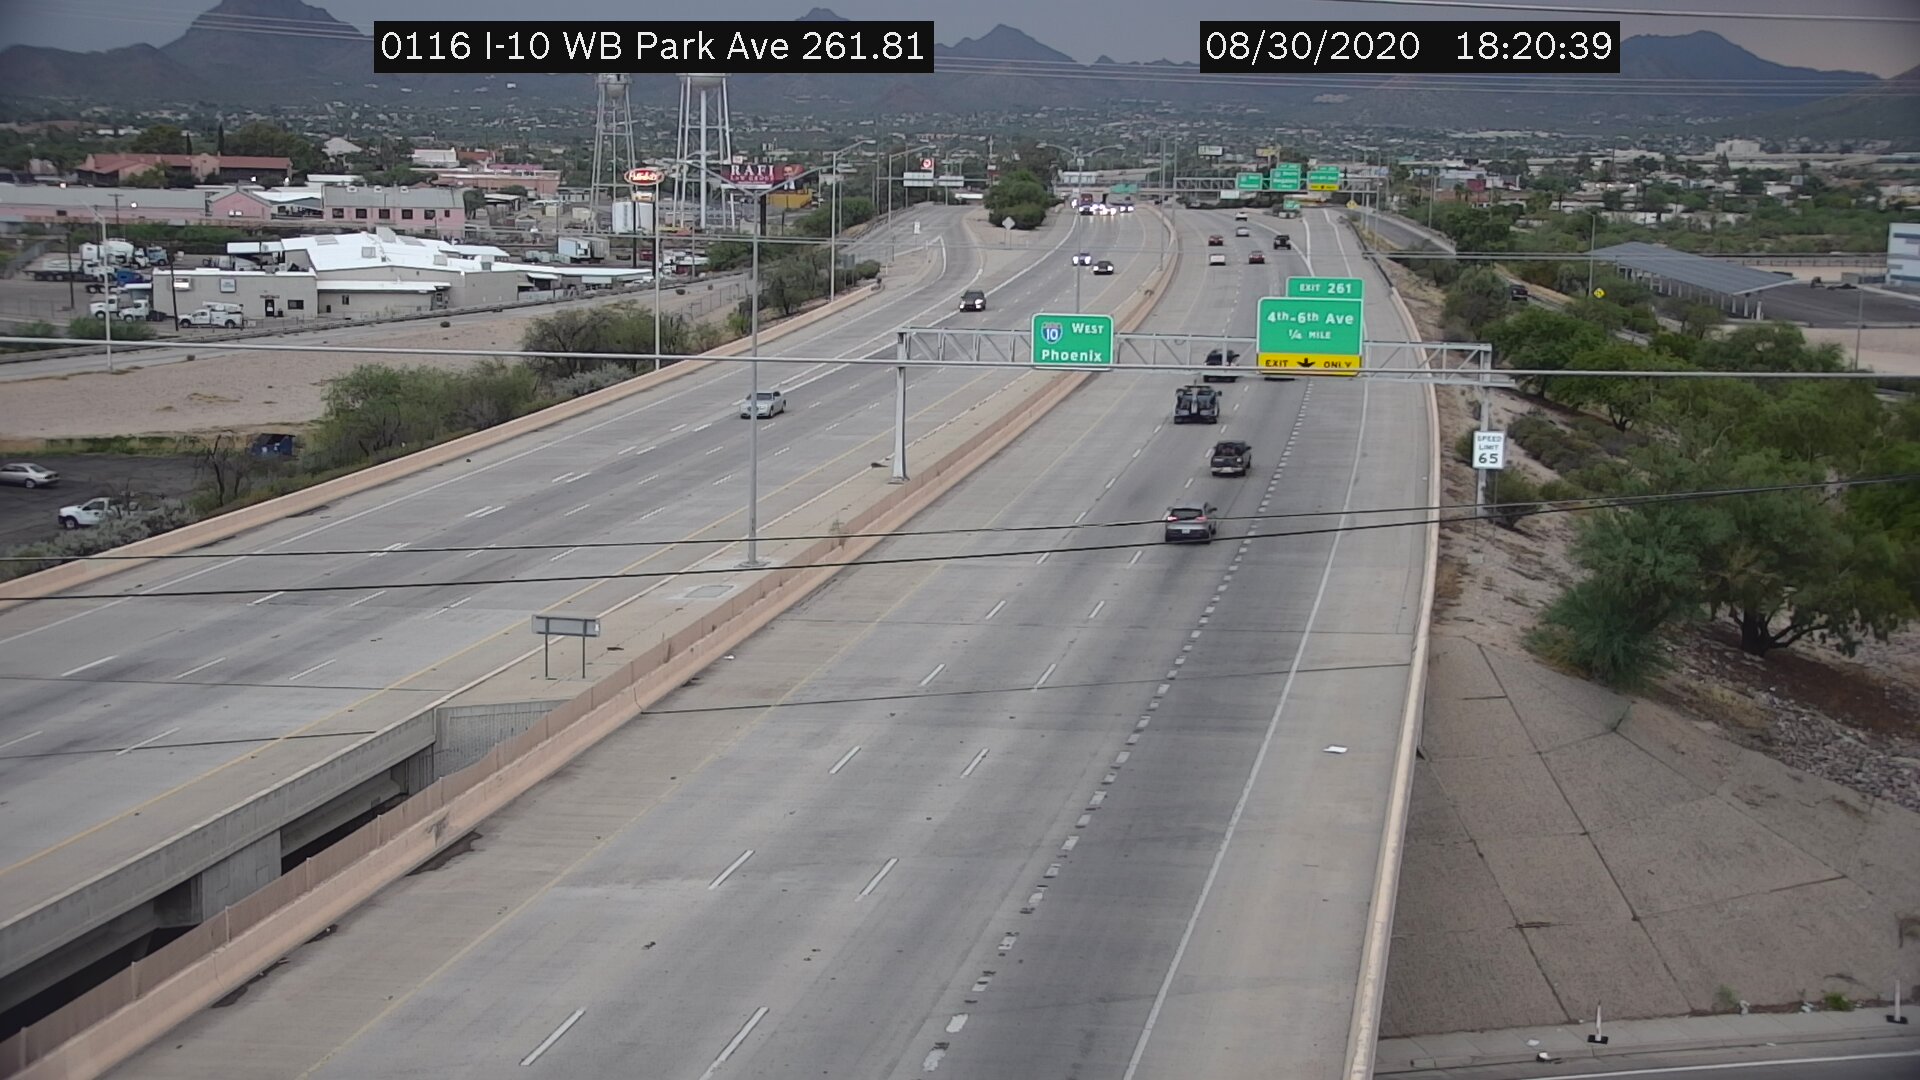 0116 I-10 WB Park Ave 261.81
08/30/2020 18:20:39
RAFI
EXIT 261
4th-6th Ave
1/4 MILE
EXIT ONLY
10 WEST
Phoenix
SPEED
LIMIT
65